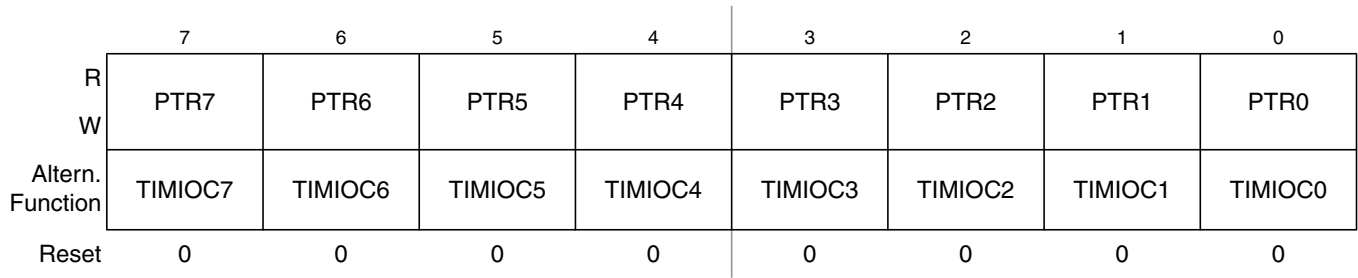 7 6 5 4 3 2 1 0
R
W
PTR7 PTR6 PTR5 PTR4 PTR3 PTR2 PTR1 PTR0
Altern.
Function
TIMIOC7 TIMIOC6 TIMIOC5 TIMIOC4 TIMIOC3 TIMIOC2 TIMIOC1 TIMIOC0
Reset 0 0 0 0 0 0 0 0